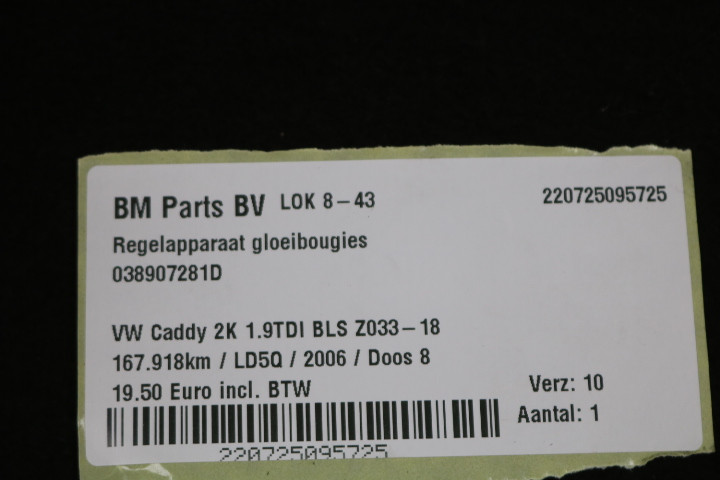 BM Parts BV LOK 8-43 220725095725
Regelapparaat gloeibougies
038907281D
VW Caddy 2K 1.9TDI BLS Z033-18
167.918km / LD5Q / 2006 / Doos 8
19.50 Euro incl. BTW Verz: 10
Aantal: 1
220725095725